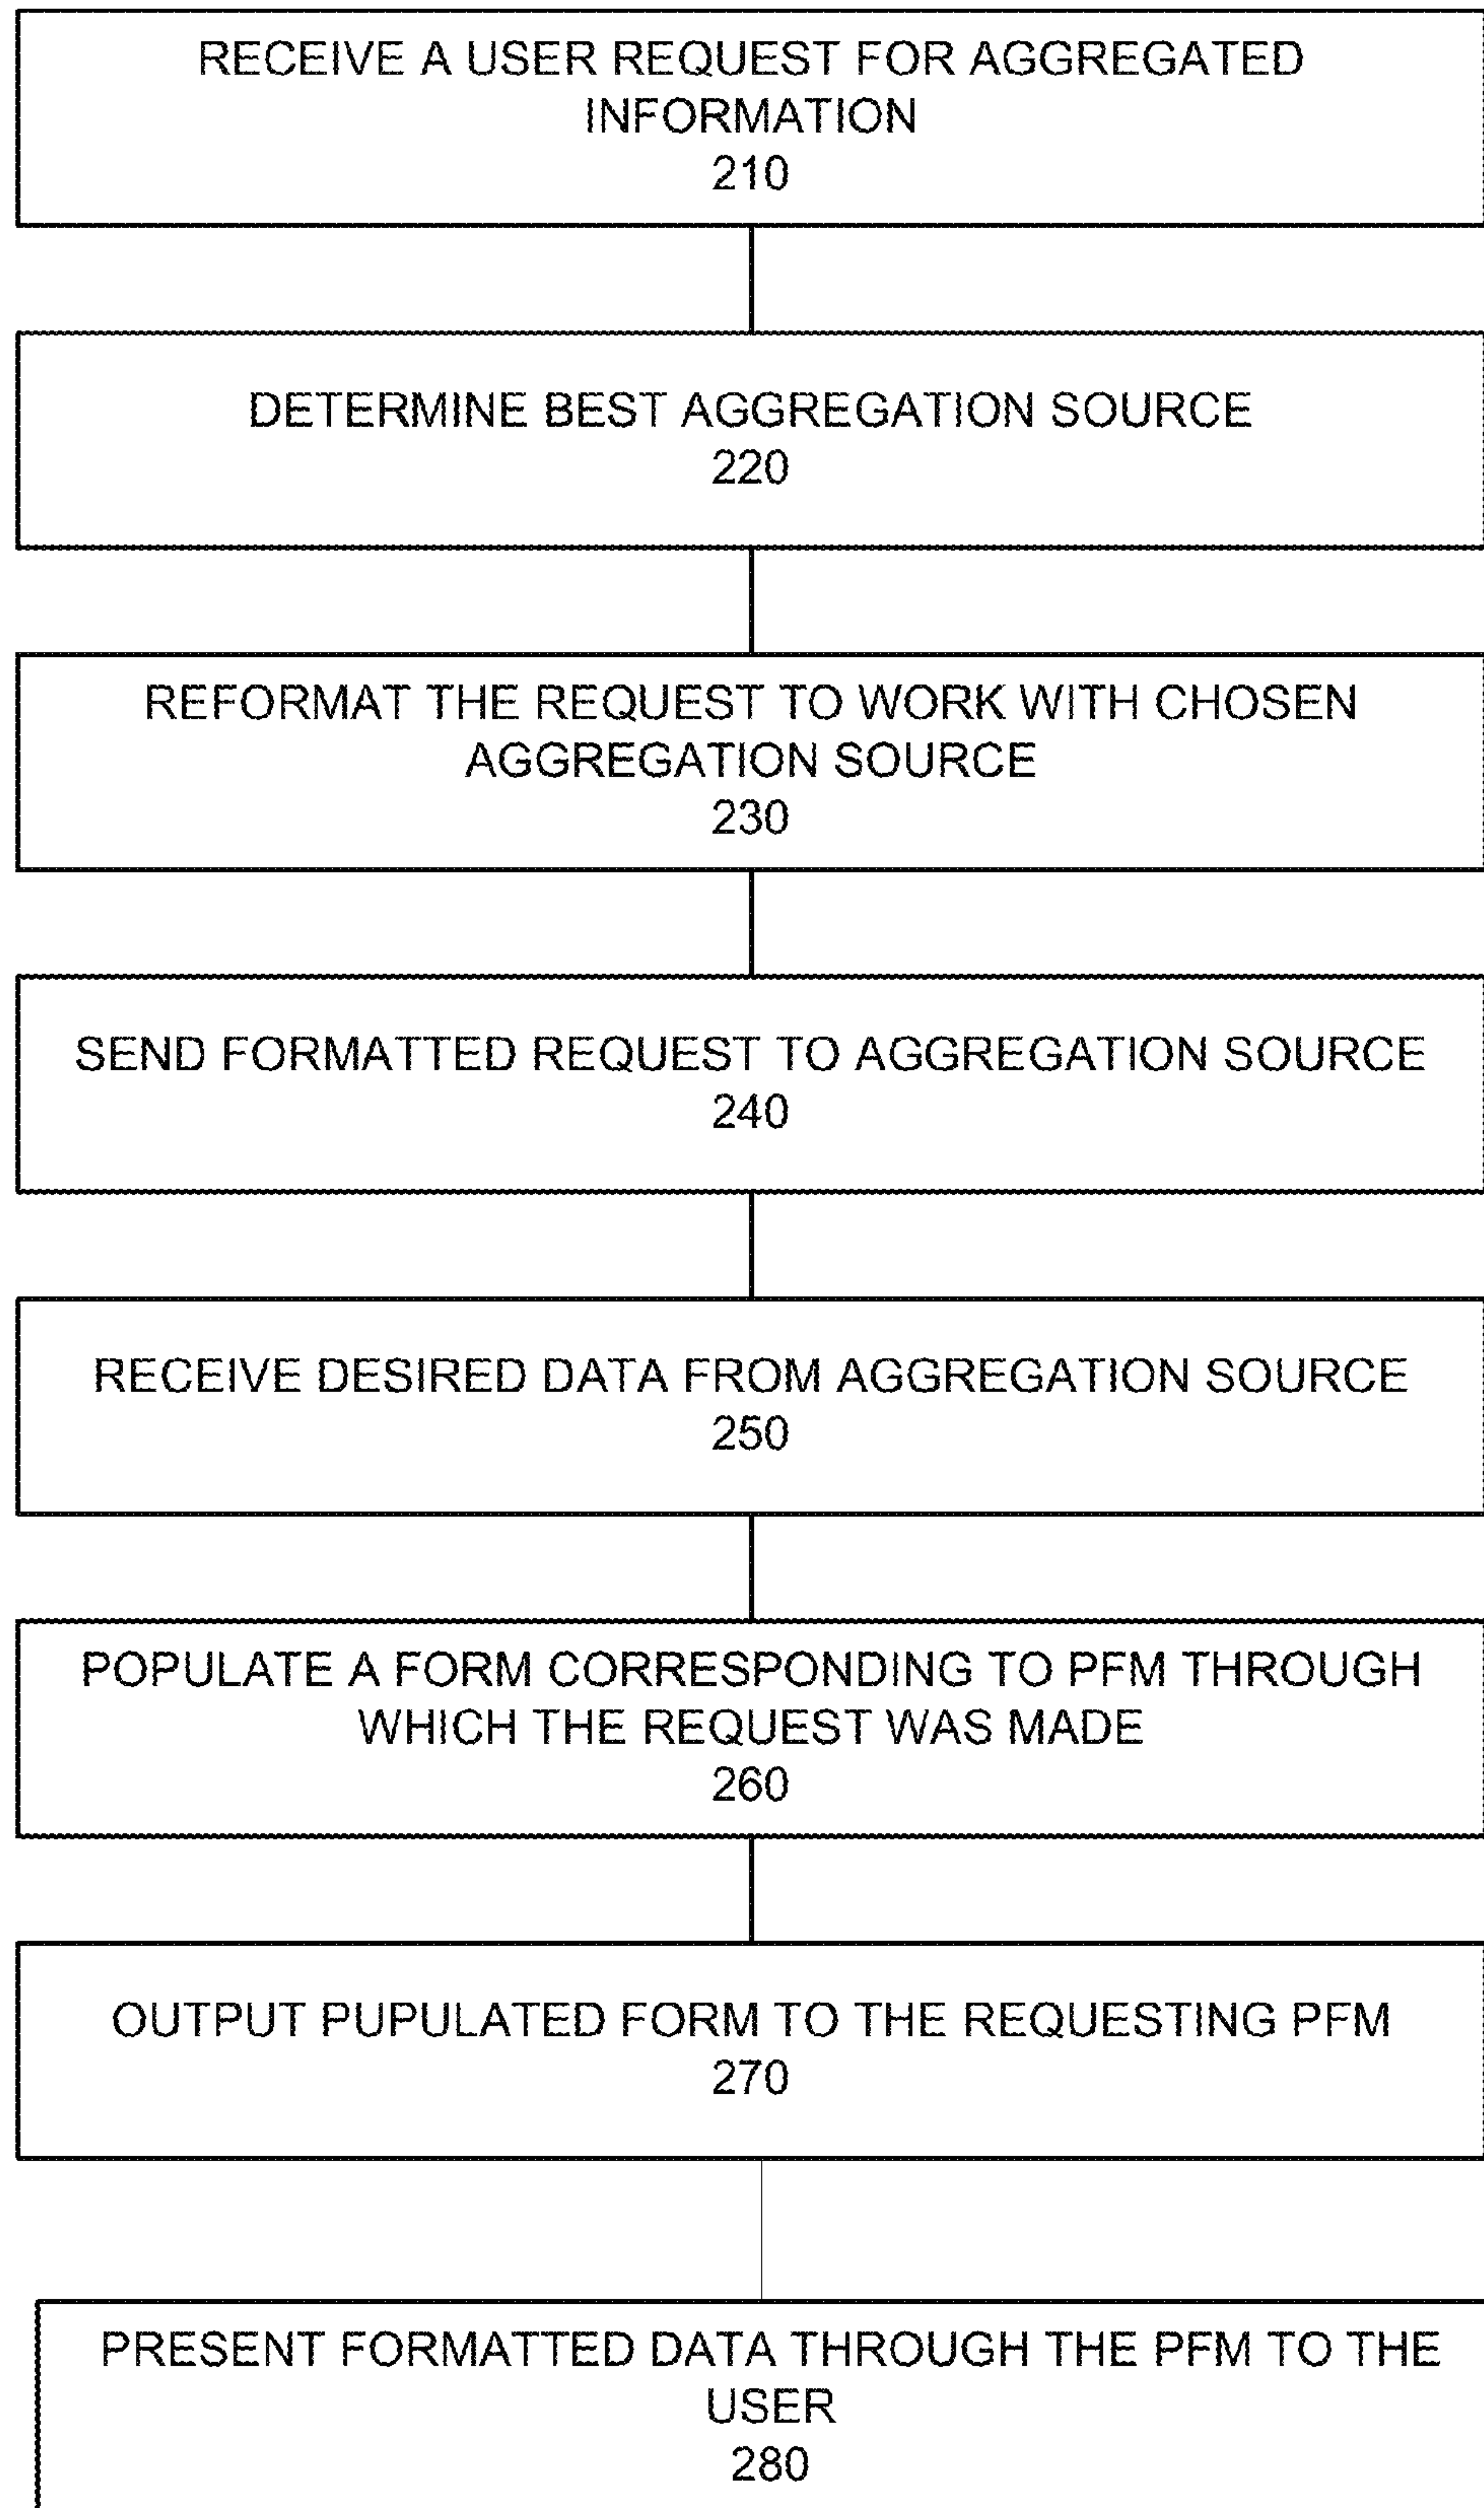 RECEIVE A USER REQUEST FOR AGGREGATED
INFORMATION
210
DETERMINE BEST AGGREGATION SOURCE
220
REFORMAT THE REQUEST TO WORK WITH CHOSEN
AGGREGATION SOURCE
230
SEND FORMATTED REQUEST TO AGGREGATION SOURCE
240
RECEIVE DESIRED DATA FROM AGGREGATION SOURCE
250
POPULATE A FORM CORRESPONDING TO PFM THROUGH
WHICH THE REQUEST WAS MADE
260
OUTPUT PUPULATED FORM TO THE REQUESTING PFM
270
PRESENT FORMATTED DATA THROUGH THE PFM TO THE
USER
280